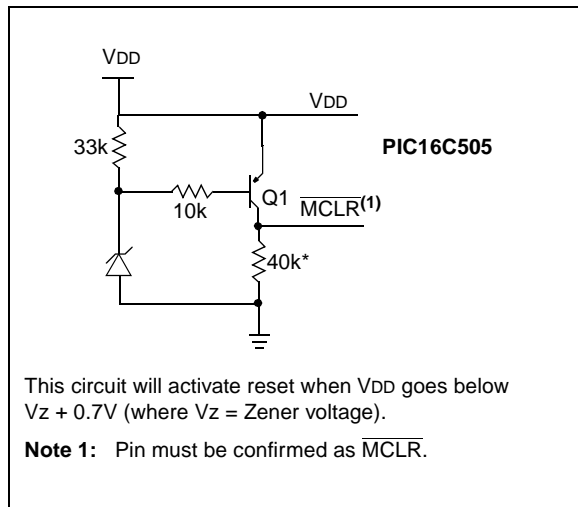 VDD
VDD
33k
PIC16C505
Q1
MCLR(1)
10k
40k*
This circuit will activate reset when VDD goes below
Vz + 0.7V (where Vz = Zener voltage).
Note 1: Pin must be confirmed as MCLR.